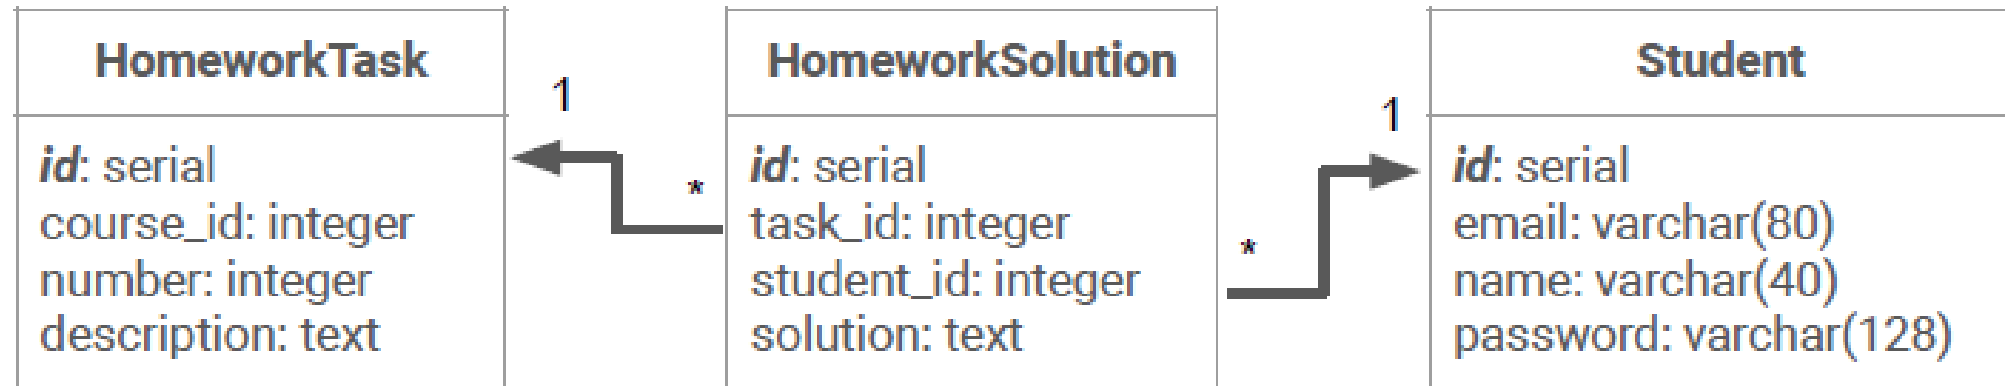 HomeworkTask
id: serial
course_id: integer
number: integer
description: text
1
*
HomeworkSolution
id: serial
task_id: integer
student_id: integer
solution: text
*
1
Student
id: serial
email: varchar(80)
name: varchar(40)
password: varchar(128)